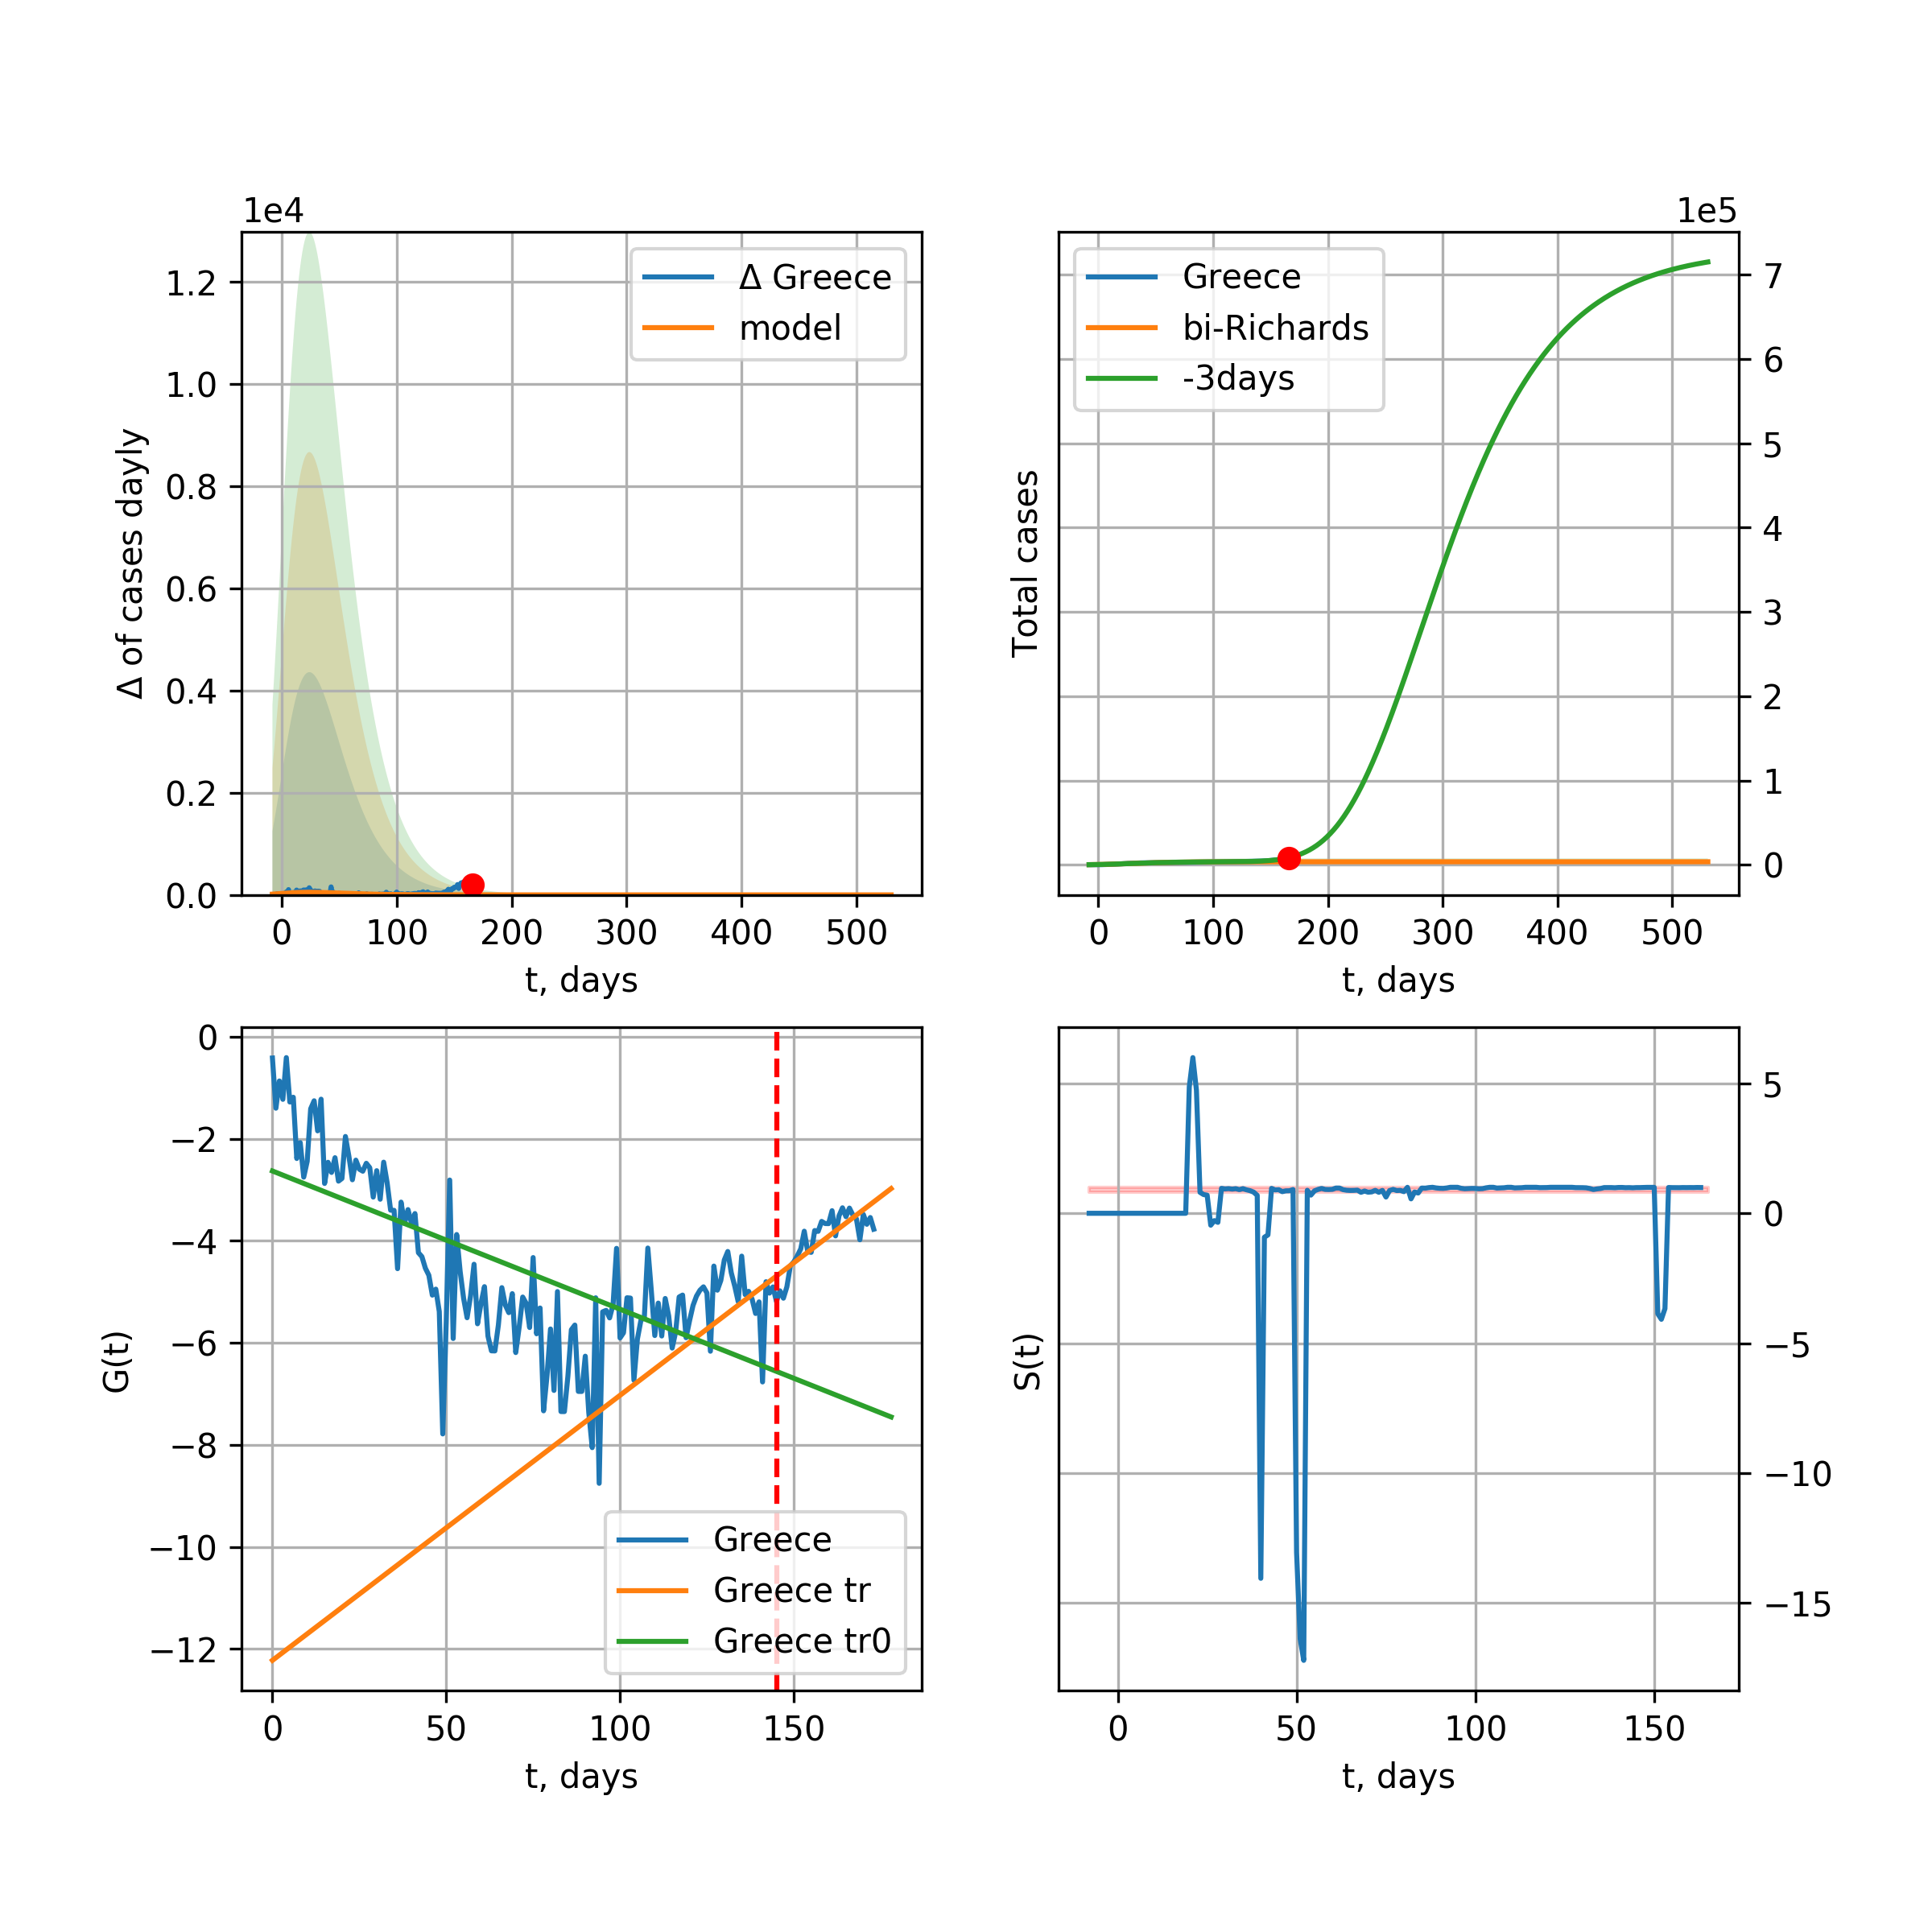 1e4
Δ of cases dayly
1.2
1.0
0.8
0.6
0.4
0.2
0.0
Δ Greece
model
0 100 200 300 400 500
t, days
1e5
Total cases
Greece
bi-Richards
-3days
7
6
5
4
3
2
1
0
0 100 200 300 400 500
t, days
G(t)
0
−2
−4
−6
−8
−10
−12
Greece
Greece tr
Greece tr0
0 50 100 150
t, days
S(t)
5
0
−5
−10
−15
0 50 100 150
t, days